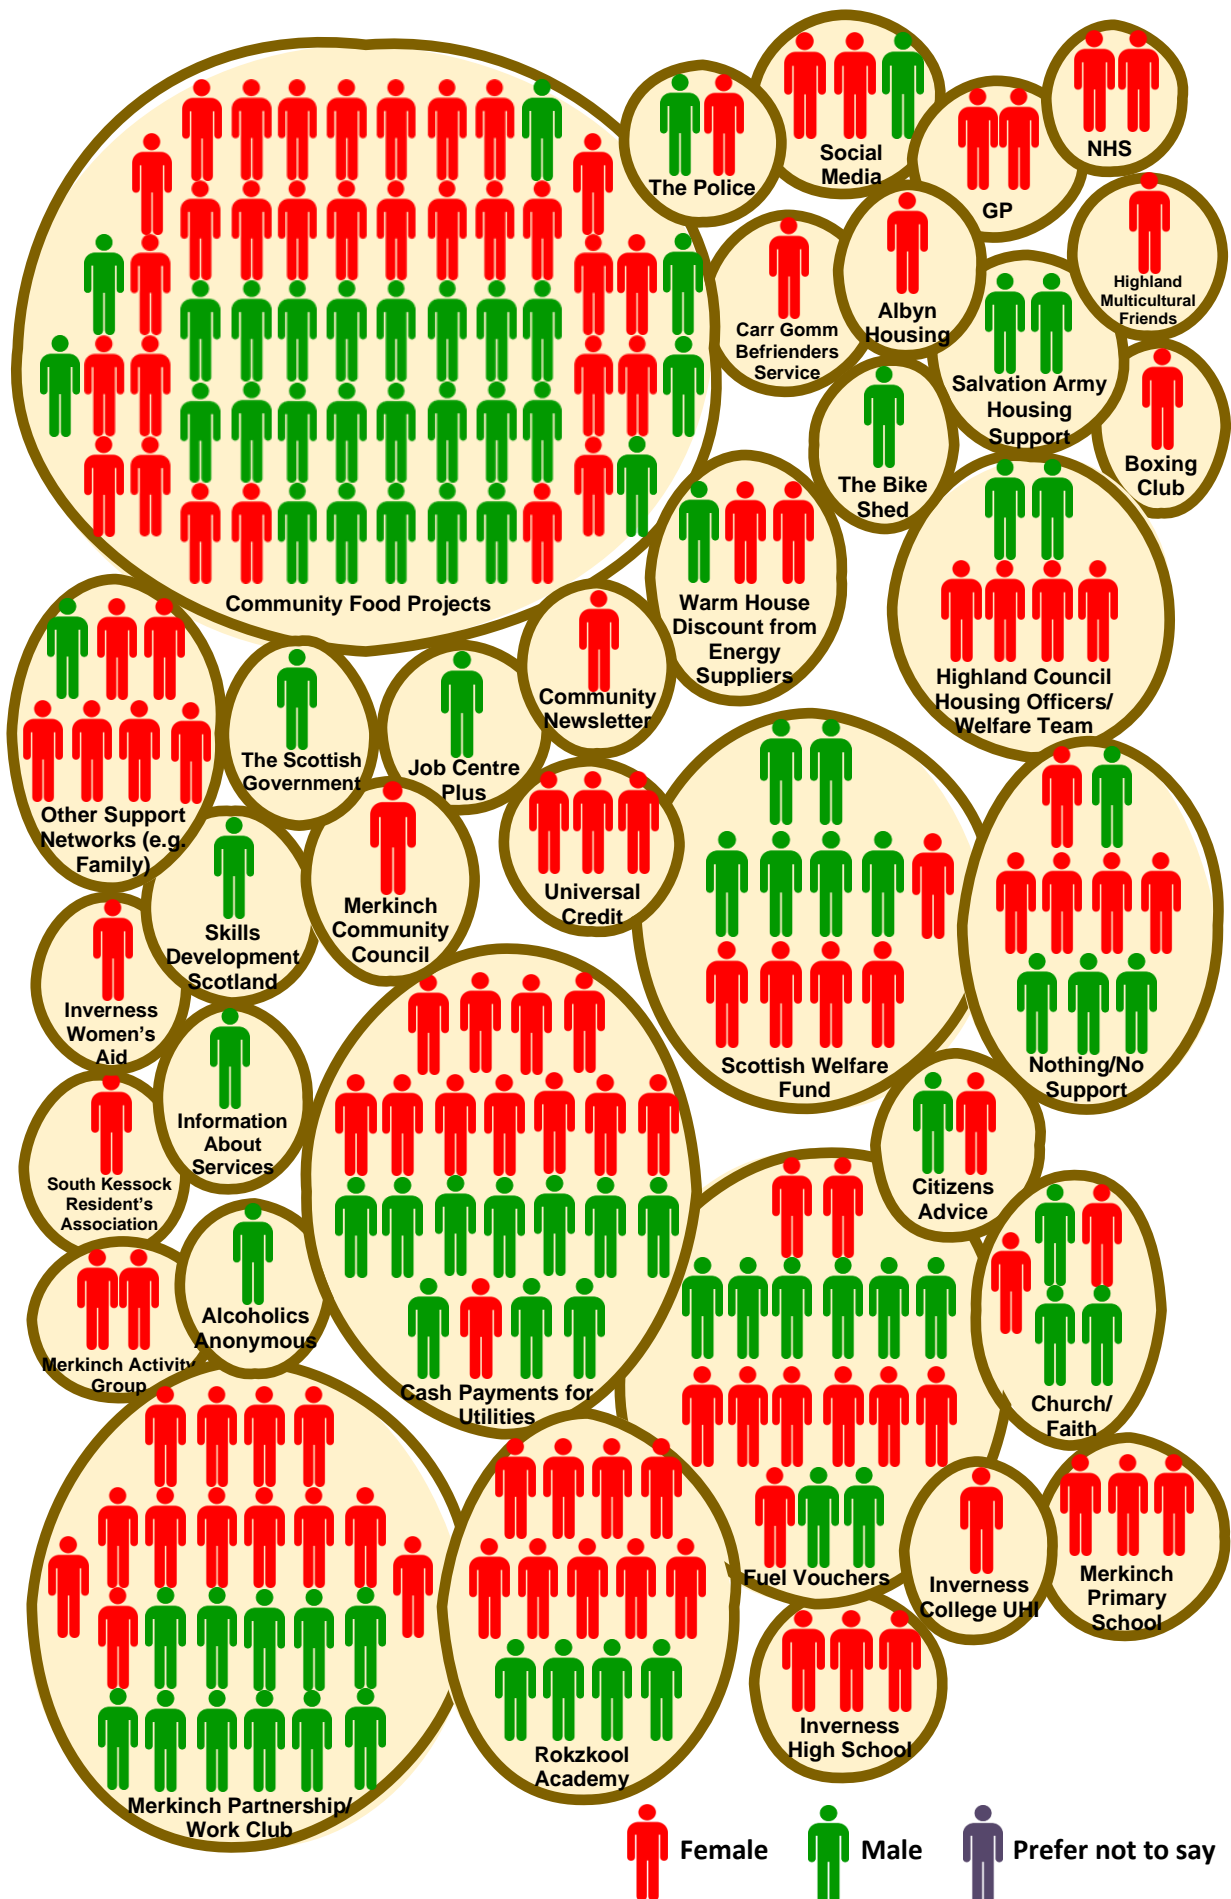 The Police
Social
Media
GP
NHS
Carr Gomm
Befrienders
Service
Albyn
Housing
Highland
Multicultural
Friends
Salvation Army
Housing
Support
The Bike
Shed
Boxing
Club
Community Food Projects
Warm House
Discount from
Energy
Suppliers
Highland Council
Housing Officers/
Welfare Team
Other Support
Networks (e.g.
Family)
The Scottish
Government
Job Centre
Plus
Community
Newsletter
Skills
Development
Scotland
Merkinch
Community
Council
Universal
Credit
Scottish Welfare
Fund
Nothing/No
Support
Inverness
Women's
Aid
Information
About
Services
South Kessock
Resident's
Association
Citizens
Advice
Merkinch Activity
Group
Alcoholics
Anonymous
Cash Payments for
Utilities
Church/
Faith
Fuel Vouchers
Inverness
College UHI
Merkinch
Primary
School
Merkinch Partnership/
Work Club
Rokzkool
Academy
Inverness
High School
Female
Male
Prefer not to say